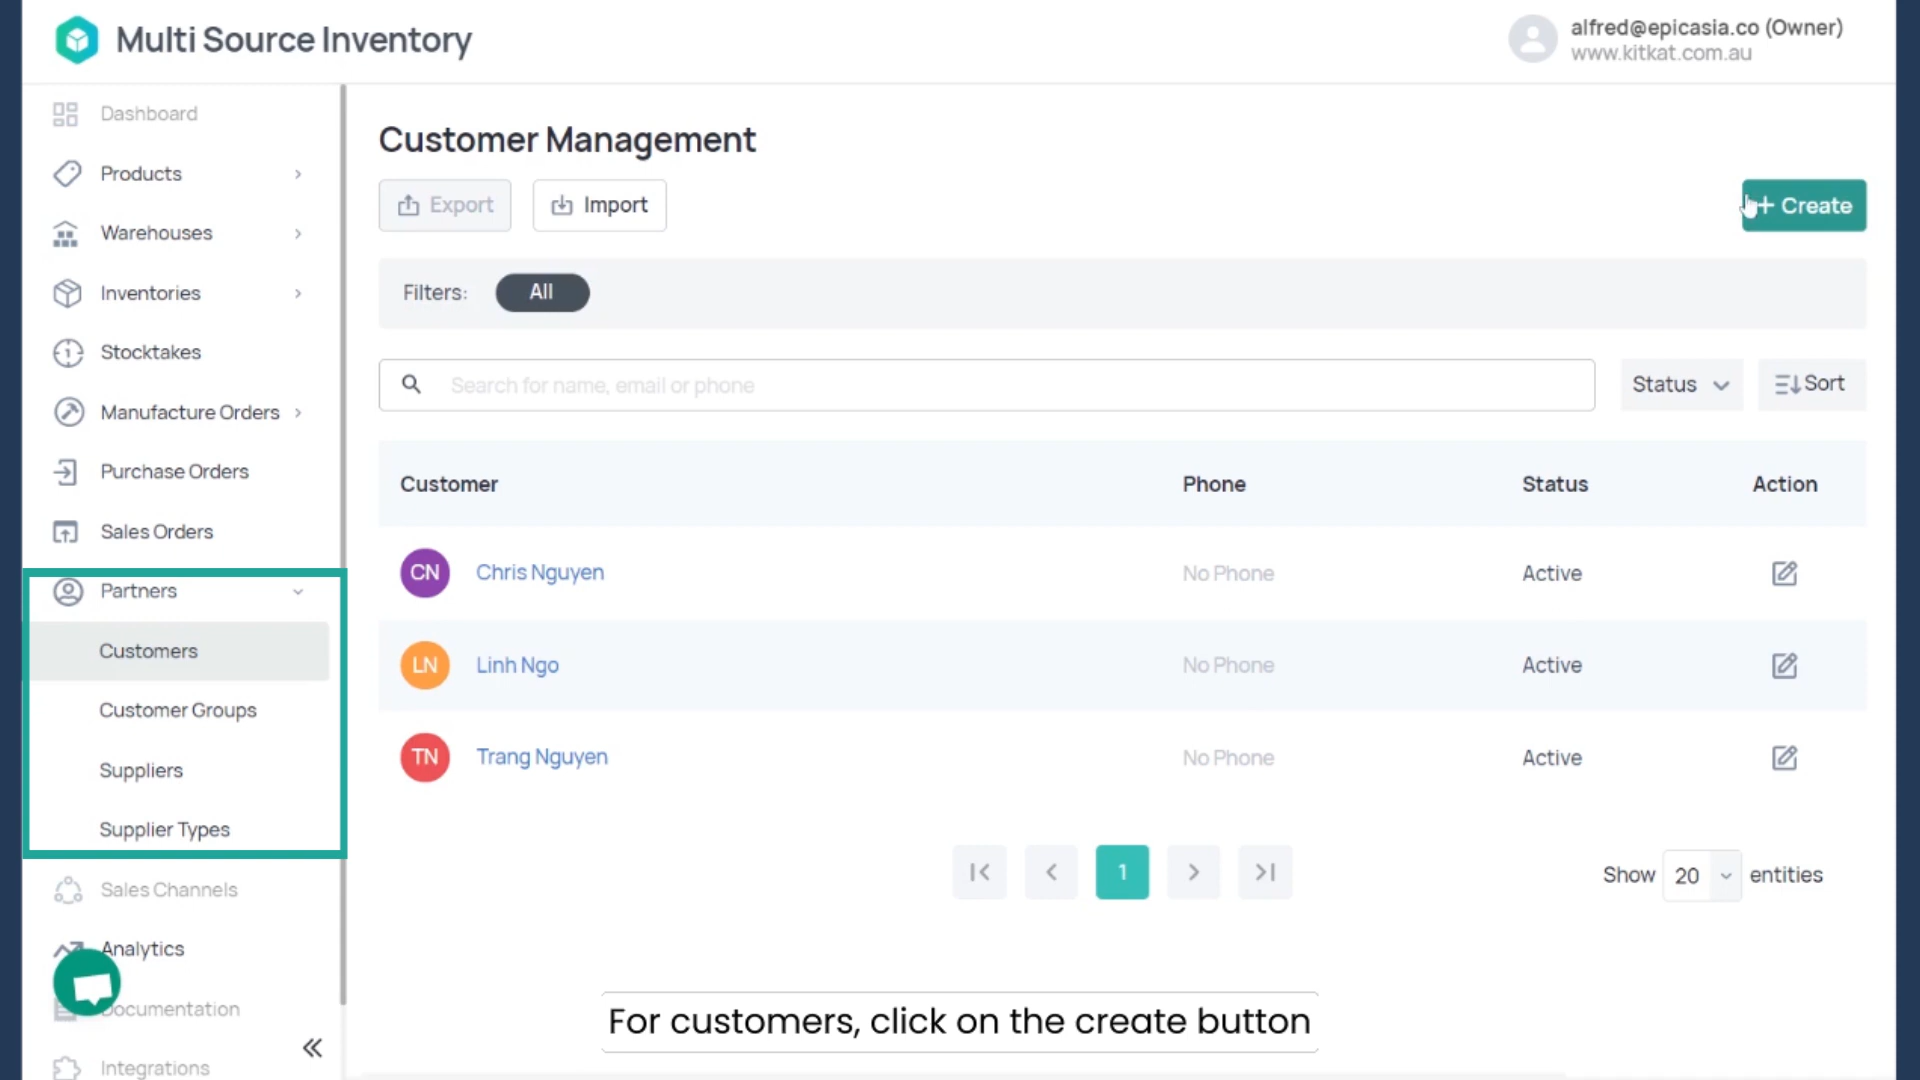 Multi Source Inventory
alfred@epicasia.co (Owner)
www.kitkat.com.au
Dashboard
Products
Warehouses
Inventories
Stocktakes
Manufacture Orders
Purchase Orders
Sales Orders
Partners
Customers
Customer Groups
Suppliers
Supplier Types
Sales Channels
Analytics
Documentation
Integrations
Customer Management
Export
Import
+ Create
Filters:
All
Search for name, email or phone
Status
Sort
Customer Phone Status Action
CN Chris Nguyen No Phone Active
LN Linh Ngo No Phone Active
TN Trang Nguyen No Phone Active
1
Show 20 entities
For customers, click on the create button